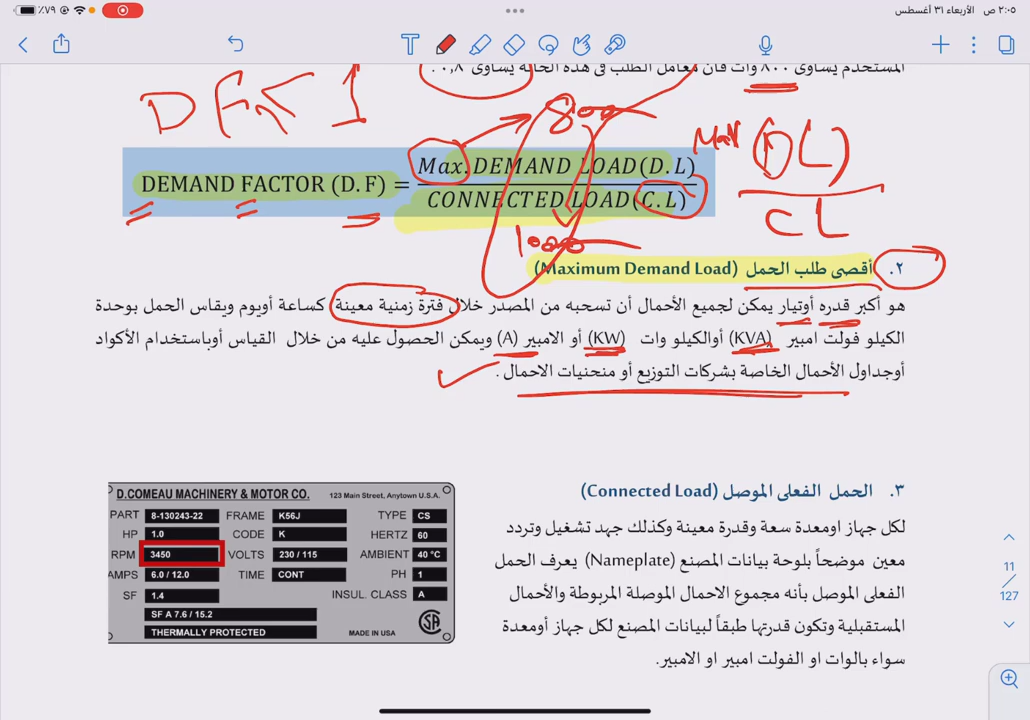 ٢:٠٥ ص الأربعاء ٣١ أغسطس
٪٧٩
المستخدم يساوى ٨٠٠ وات فان معامل الطلب فى هذه الحالة يساوى ٠,٨ .
D F ≤ 1
800
1000
Max DL
CL
DEMAND FACTOR (D. F) = Max. DEMAND LOAD(D. L)
CONNECTED LOAD(C. L)
٢. أقصى طلب الحمل (Maximum Demand Load)
هو أكبر قدره أوتيار يمكن لجميع الأحمال أن تسحبه من المصدر خلال فترة زمنية معينة كساعة أويوم ويقاس الحمل بوحدة
الكيلو فولت امبير (KVA) أوالكيلو وات (KW) أو الامبير (A) ويمكن الحصول عليه من خلال القياس أوباستخدام الأكواد
أوجداول الأحمال الخاصة بشركات التوزيع أو منحنيات الاحمال .
٣. الحمل الفعلى الموصل (Connected Load)
لكل جهاز اومعدة سعة وقدرة معينة وكذلك جهد تشغيل وتردد
معين موضحاً بلوحة بيانات المصنع (Nameplate) يعرف الحمل
الفعلى الموصل بأنه مجموع الاحمال الموصلة المربوطة والأحمال
المستقبلية وتكون قدرتها طبقاً لبيانات المصنع لكل جهاز أومعدة
سواء بالوات او الفولت امبير او الامبير.
D.COMEAU MACHINERY & MOTOR CO. 123 Main Street, Anytown U.S.A.
PART 8-130243-22 FRAME K56J TYPE CS
HP 1.0 CODE K HERTZ 60
RPM 3450 VOLTS 230 / 115 AMBIENT 40 °C
AMPS 6.0 / 12.0 TIME CONT PH 1
SF 1.4 INSUL. CLASS A
SF A 7.6 / 15.2
THERMALLY PROTECTED MADE IN USA
11
127